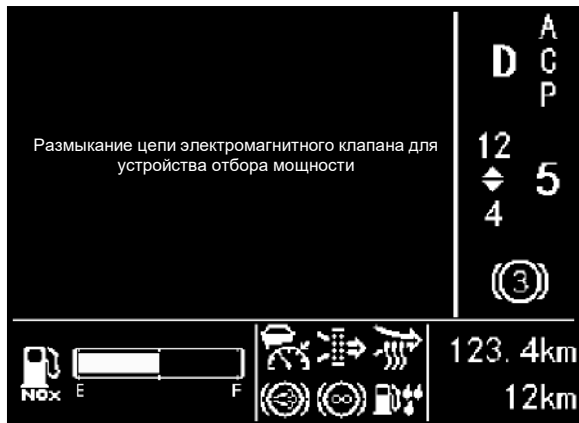 Размыкание цепи электромагнитного клапана для
устройства отбора мощности
D
A
C
P
12
5
4
3
NOx
E
F
123. 4km
12km